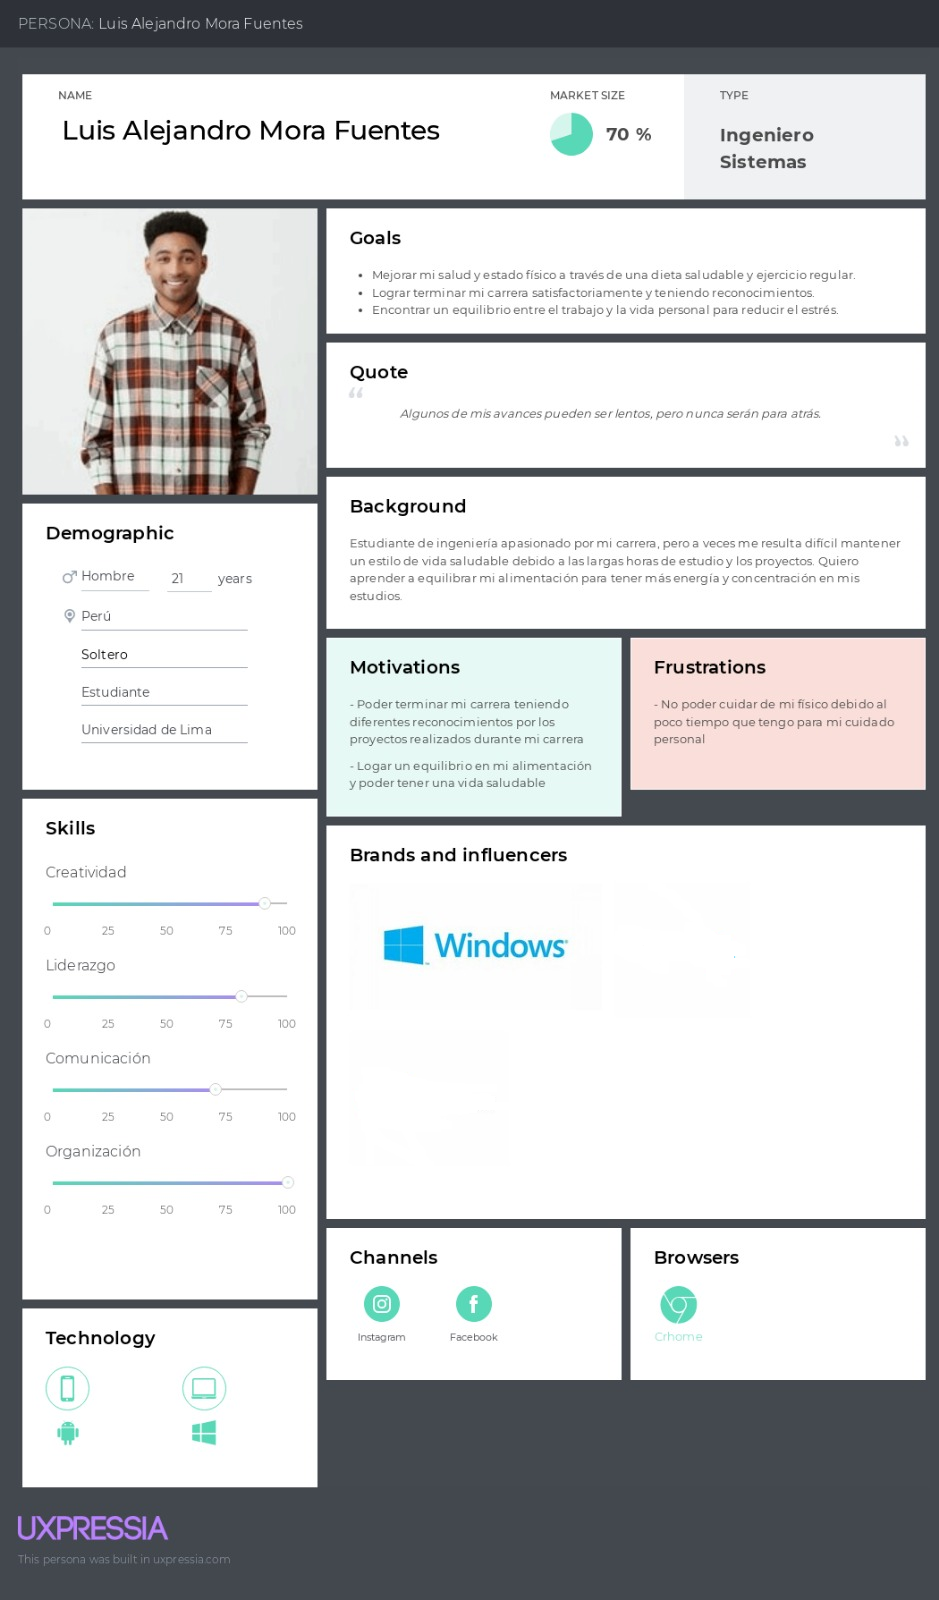 PERSONA: Luis Alejandro Mora Fuentes
NAME
Luis Alejandro Mora Fuentes
MARKET SIZE
70 %
TYPE
Ingeniero
Sistemas
Goals
• Mejorar mi salud y estado físico a través de una dieta saludable y ejercicio regular.
• Lograr terminar mi carrera satisfactoriamente y teniendo reconocimientos.
• Encontrar un equilibrio entre el trabajo y la vida personal para reducir el estrés.
Quote
“
Algunos de mis avances pueden ser lentos, pero nunca serán para atrás.
”
Demographic
Hombre 21 years
Perú
Soltero
Estudiante
Universidad de Lima
Background
Estudiante de ingeniería apasionado por mi carrera, pero a veces me resulta difícil mantener
un estilo de vida saludable debido a las largas horas de estudio y los proyectos. Quiero
aprender a equilibrar mi alimentación para tener más energía y concentración en mis
estudios.
Motivations
- Poder terminar mi carrera teniendo
diferentes reconocimientos por los
proyectos realizados durante mi carrera
- Logar un equilibrio en mi alimentación
y poder tener una vida saludable
Frustrations
- No poder cuidar de mi físico debido al
poco tiempo que tengo para mi cuidado
personal
Skills
Creatividad
0 25 50 75 100
Liderazgo
0 25 50 75 100
Comunicación
0 25 50 75 100
Organización
0 25 50 75 100
Brands and influencers
Windows
Channels
Instagram
Facebook
Browsers
Crhome
Technology
UXPRESSIA
This persona was built in uxpressia.com